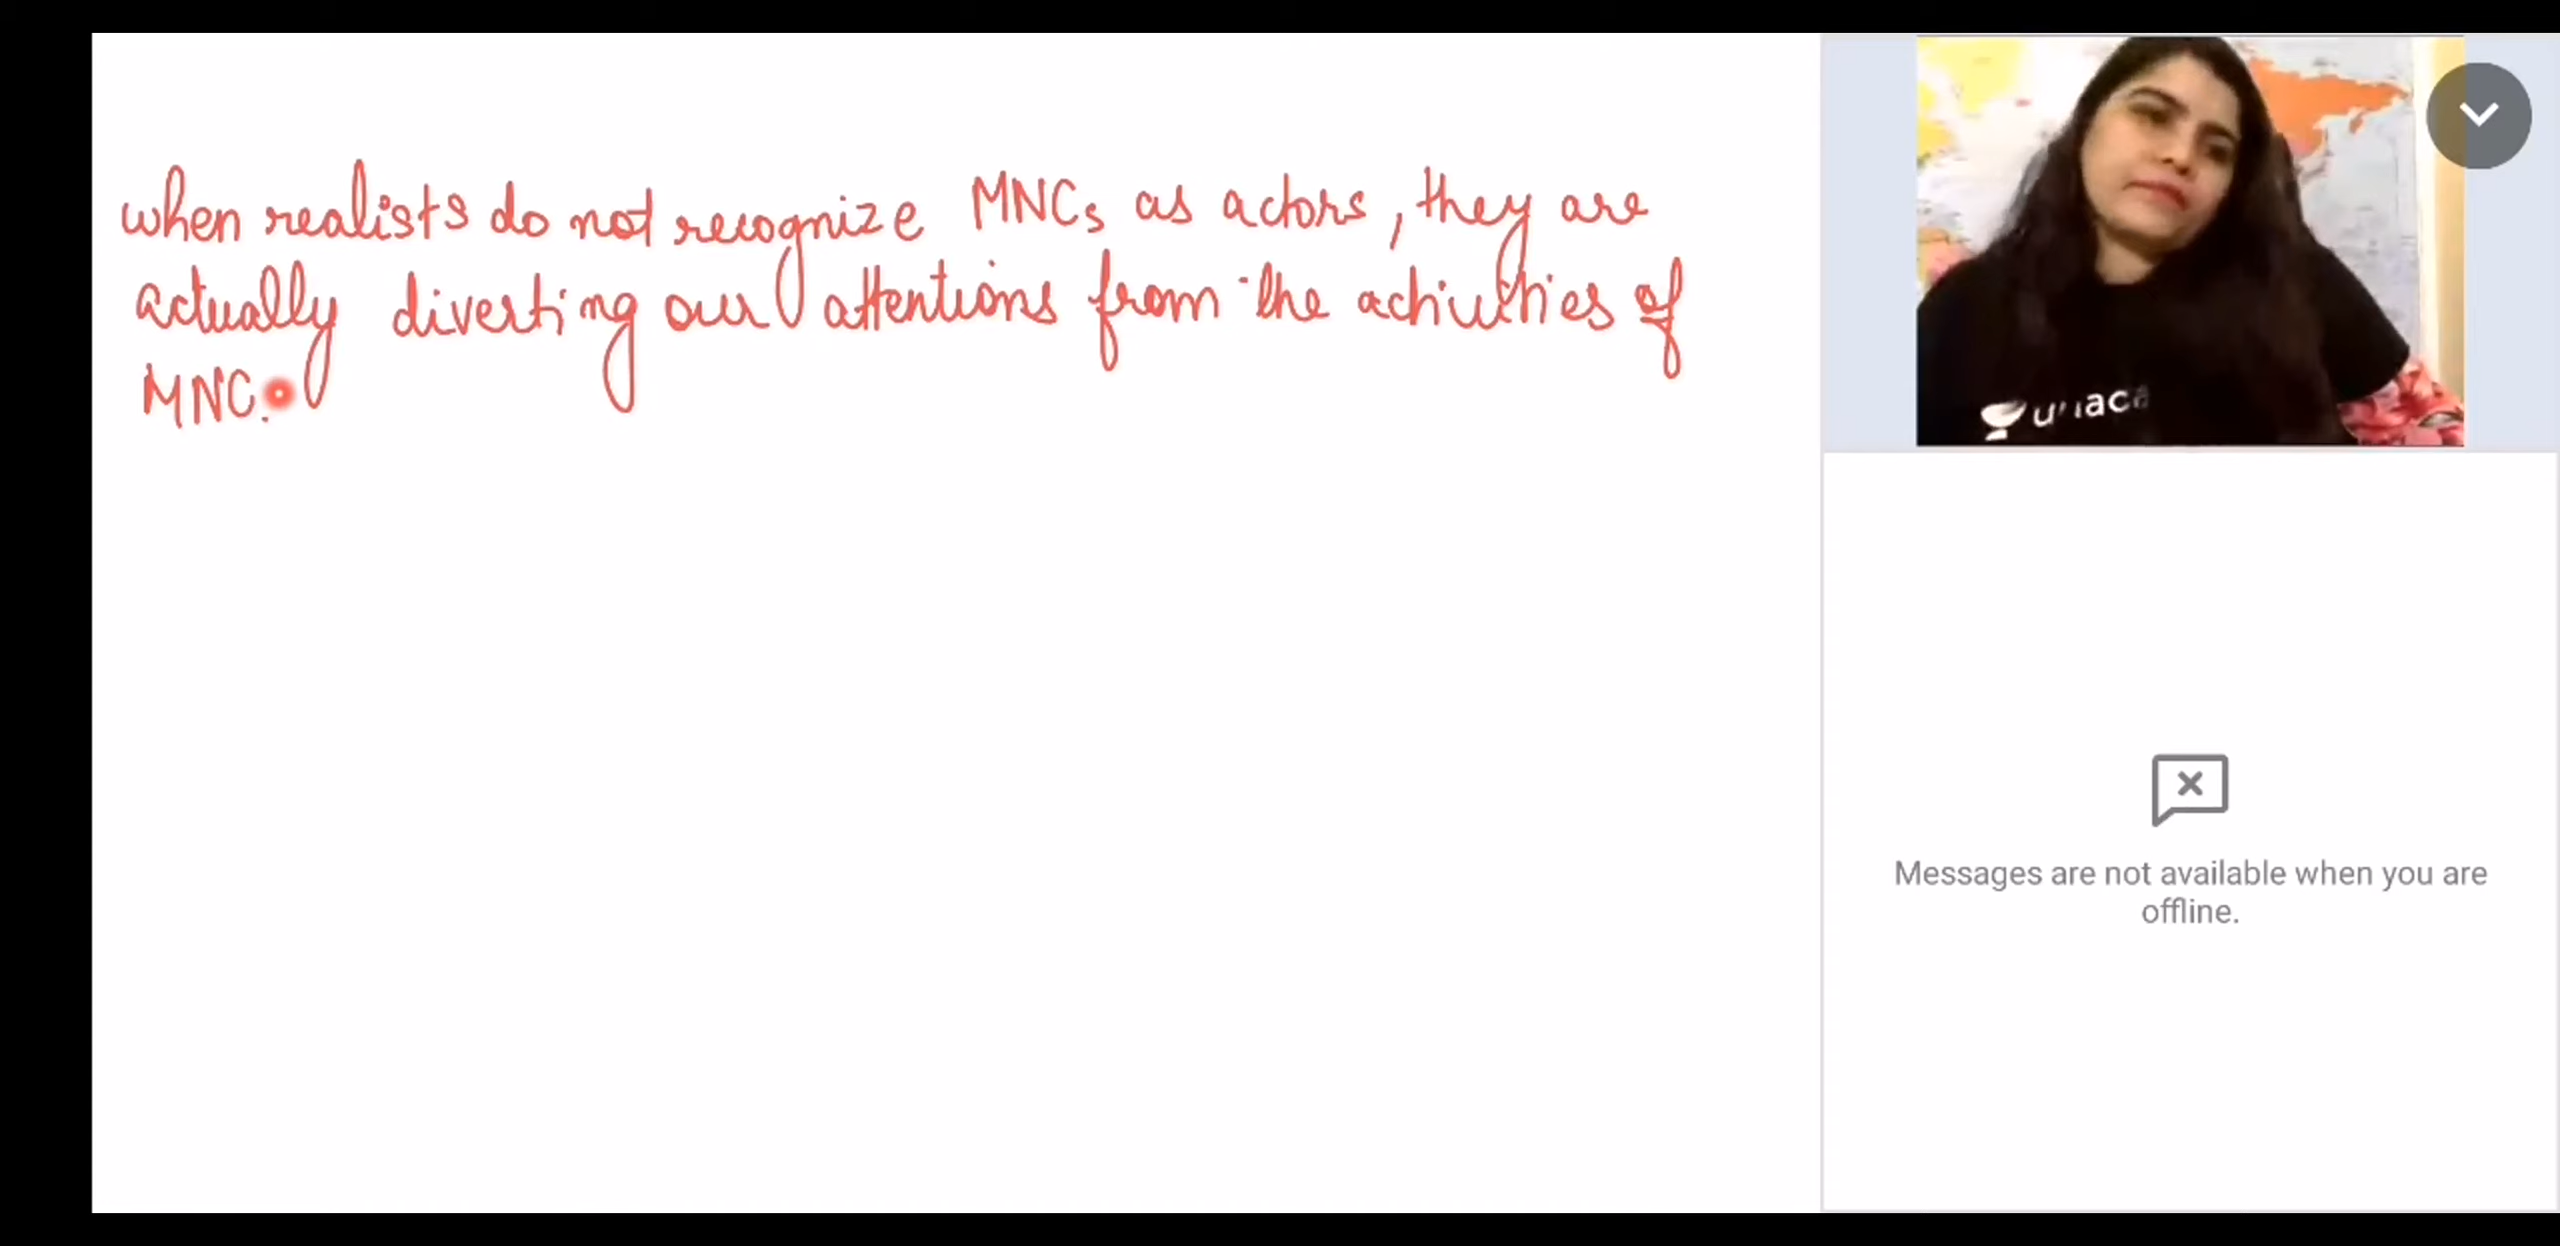 when realists do not recognize MNCs as actors, they are
actually diverting our attentions from the activities of
MNC.
Messages are not available when you are
offline.